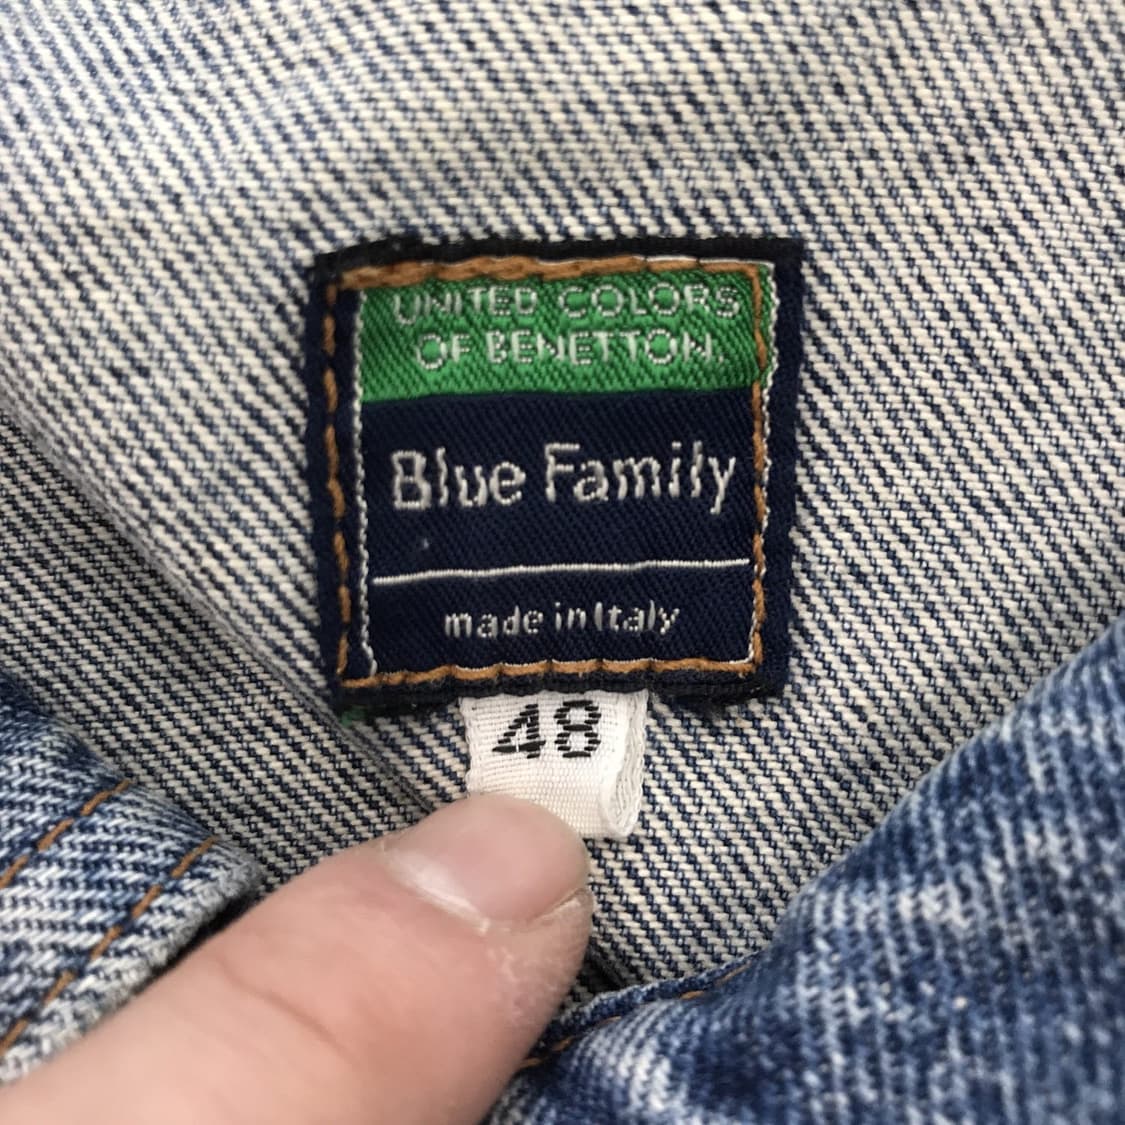 UNITED COLORS
OF BENETTON.
Blue Family
made in Italy
48